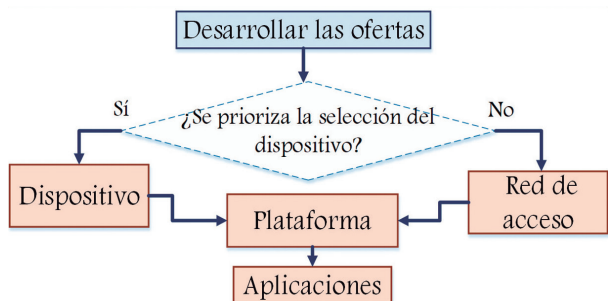 Desarrollar las ofertas
Sí
¿Se prioriza la selección del
dispositivo?
No
Dispositivo
Red de
acceso
Plataforma
Aplicaciones